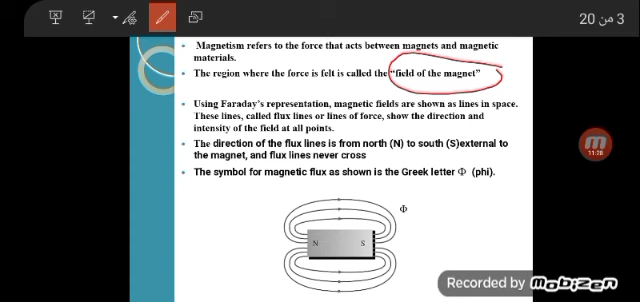 3 من 20
• Magnetism refers to the force that acts between magnets and magnetic
materials.
• The region where the force is felt is called the “field of the magnet”
• Using Faraday's representation, magnetic fields are shown as lines in space.
These lines, called flux lines or lines of force, show the direction and
intensity of the field at all points.
• The direction of the flux lines is from north (N) to south (S)external to
the magnet, and flux lines never cross
• The symbol for magnetic flux as shown is the Greek letter Φ (phi).
Φ
N S
m
11:28
Recorded by mobizen